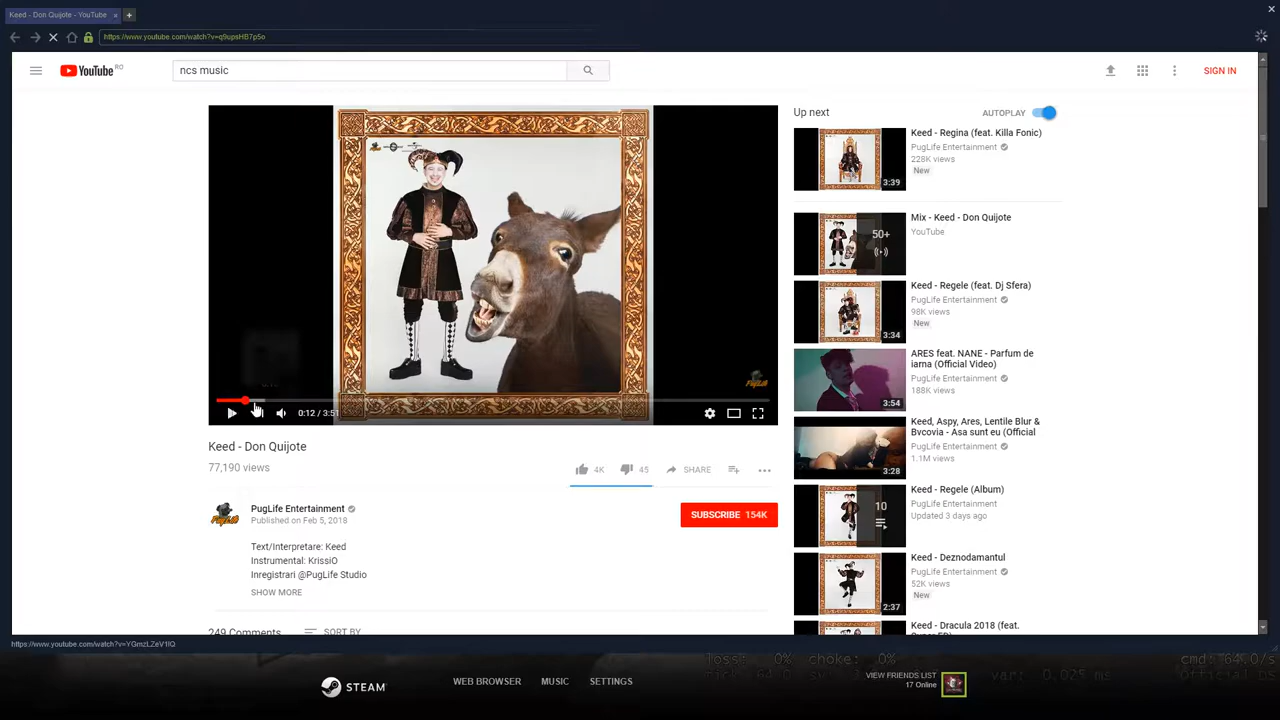 Keed - Don Quijote - YouTube
https://www.youtube.com/watch?v=q9upsHB7p5o
YouTube RO
ncs music
SIGN IN
Up next
AUTOPLAY
Keed - Regina (feat. Killa Fonic)
PugLife Entertainment
228K views
New
3:39
Mix - Keed - Don Quijote
YouTube
50+
Keed - Regele (feat. Dj Sfera)
PugLife Entertainment
98K views
New
3:34
ARES feat. NANE - Parfum de
iarna (Official Video)
PugLife Entertainment
188K views
3:54
Keed, Aspy, Ares, Lentile Blur &
Bvcovia - Asa sunt eu (Official
PugLife Entertainment
1.1M views
3:28
Keed - Regele (Album)
PugLife Entertainment
Updated 3 days ago
10
Keed - Deznodamantul
PugLife Entertainment
52K views
New
2:37
Keed - Dracula 2018 (feat.
0:12 / 3:51
Keed - Don Quijote
77,190 views
4K
45
SHARE
PugLife Entertainment
Published on Feb 5, 2018
SUBSCRIBE 154K
Text/Interpretare: Keed
Instrumental: KrissiO
Inregistrari @PugLife Studio
SHOW MORE
249 Comments
SORT BY
https://www.youtube.com/watch?v=YGmzLZeV1IQ
loss: 0% choke: 0%
cmd: 64.0/s
STEAM
WEB BROWSER
MUSIC
SETTINGS
VIEW FRIENDS LIST
17 Online
var: 0.025 ms